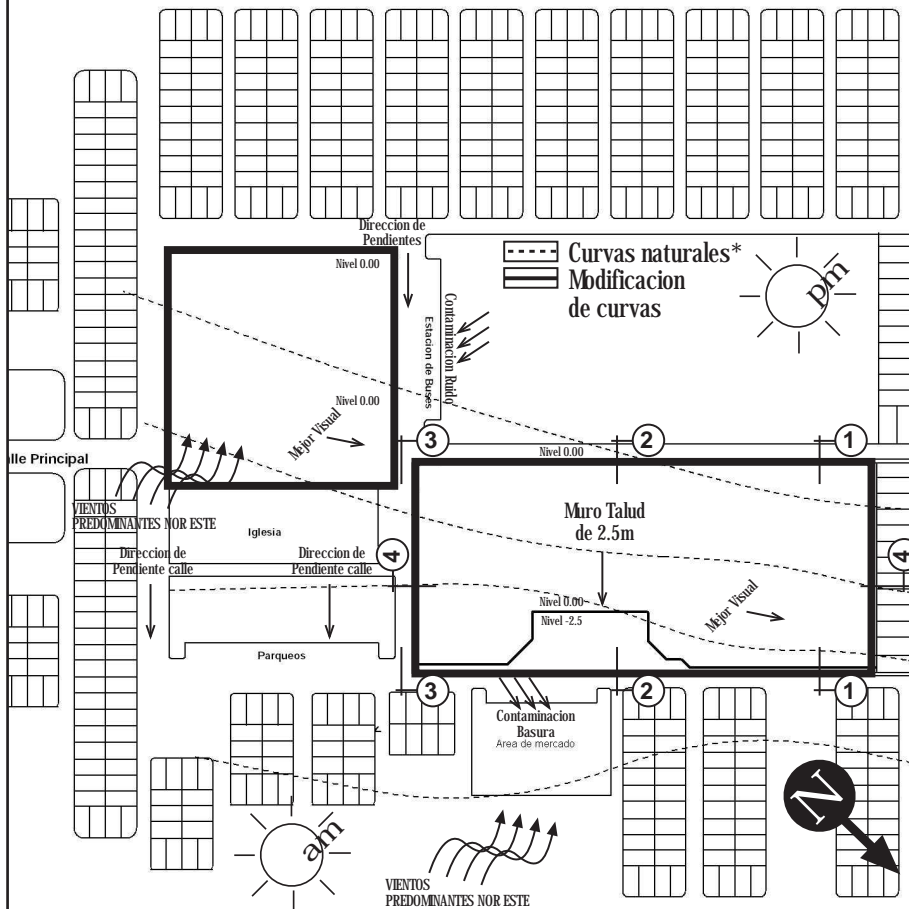 Direccion de
Pendientes
Nivel 0.00
Curvas naturales*
Modificacion
de curvas
pm
Contaminacion Ruido
Estacion de Buses
Nivel 0.00
Mejor Visual
3
2
1
Nivel 0.00
lle Principal
VIENTOS
PREDOMINANTES NOR ESTE
Iglesia
Muro Talud
de 2.5m
Direccion de
Pendiente calle
Direccion de
Pendiente calle
4
4
Nivel 0.00
Nivel -2.5
Mejor Visual
Parqueos
3
2
1
Contaminacion
Basura
Area de mercado
N
am
VIENTOS
PREDOMINANTES NOR ESTE